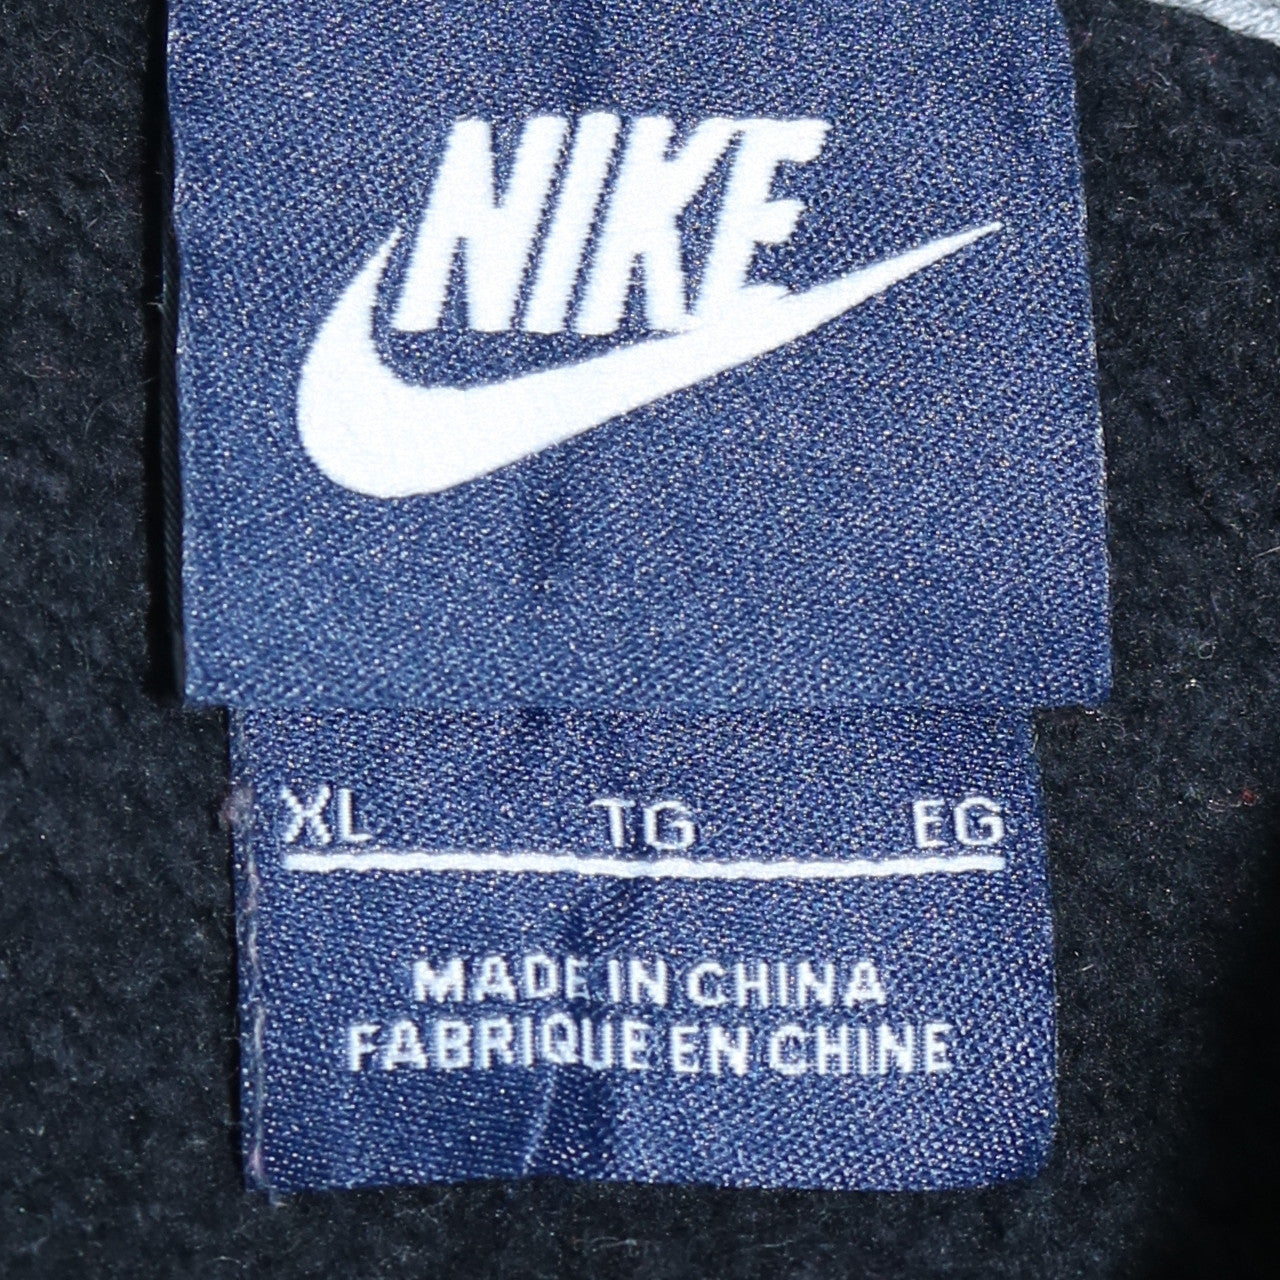 NIKE
XL TG EG
MADE IN CHINA
FABRIQUE EN CHINE